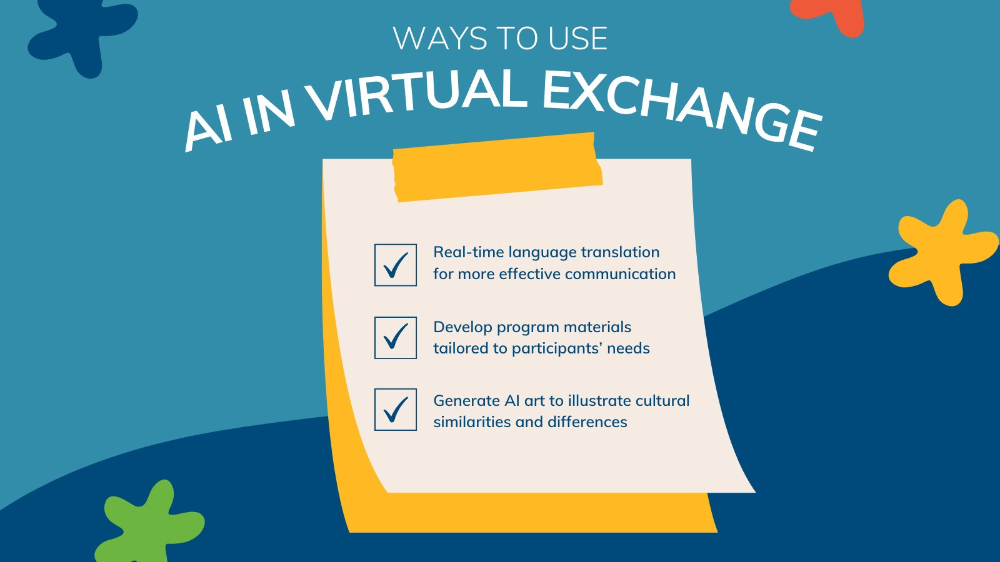 WAYS TO USE
AI IN VIRTUAL EXCHANGE
Real-time language translation
for more effective communication
Develop program materials
tailored to participants’ needs
Generate AI art to illustrate cultural
similarities and differences